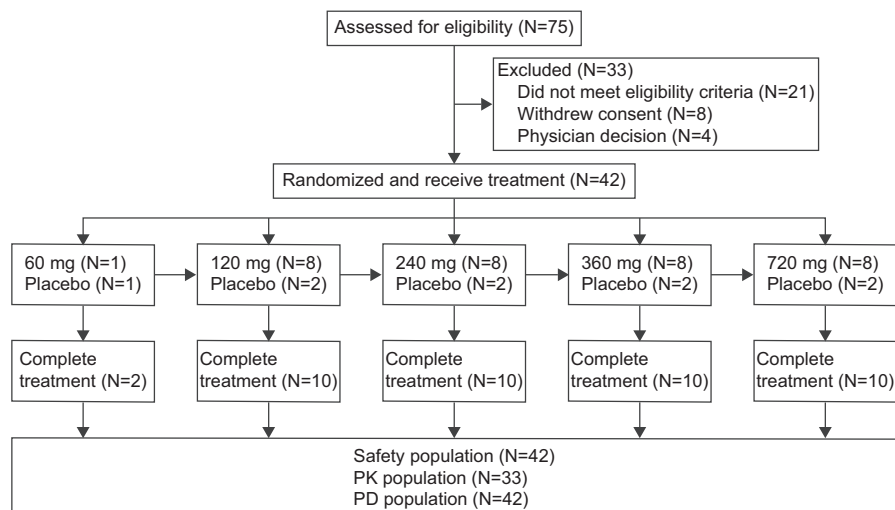 Assessed for eligibility (N=75)
Excluded (N=33)
Did not meet eligibility criteria (N=21)
Withdrew consent (N=8)
Physician decision (N=4)
Randomized and receive treatment (N=42)
60 mg (N=1)
Placebo (N=1)
120 mg (N=8)
Placebo (N=2)
240 mg (N=8)
Placebo (N=2)
360 mg (N=8)
Placebo (N=2)
720 mg (N=8)
Placebo (N=2)
Complete
treatment (N=2)
Complete
treatment (N=10)
Complete
treatment (N=10)
Complete
treatment (N=10)
Complete
treatment (N=10)
Safety population (N=42)
PK population (N=33)
PD population (N=42)